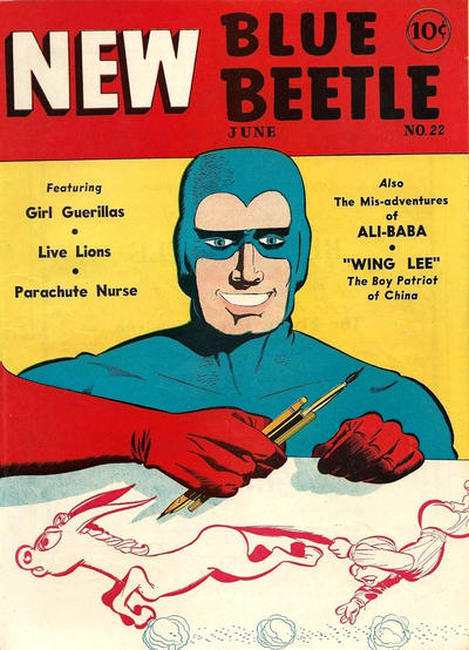 NEW
BLUE
BEETLE
10¢
JUNE
NO. 22
Featuring
Girl Guerillas
•
Live Lions
•
Parachute Nurse
Also
The Mis-adventures
of
ALI-BABA
•
"WING LEE"
The Boy Patriot
of China